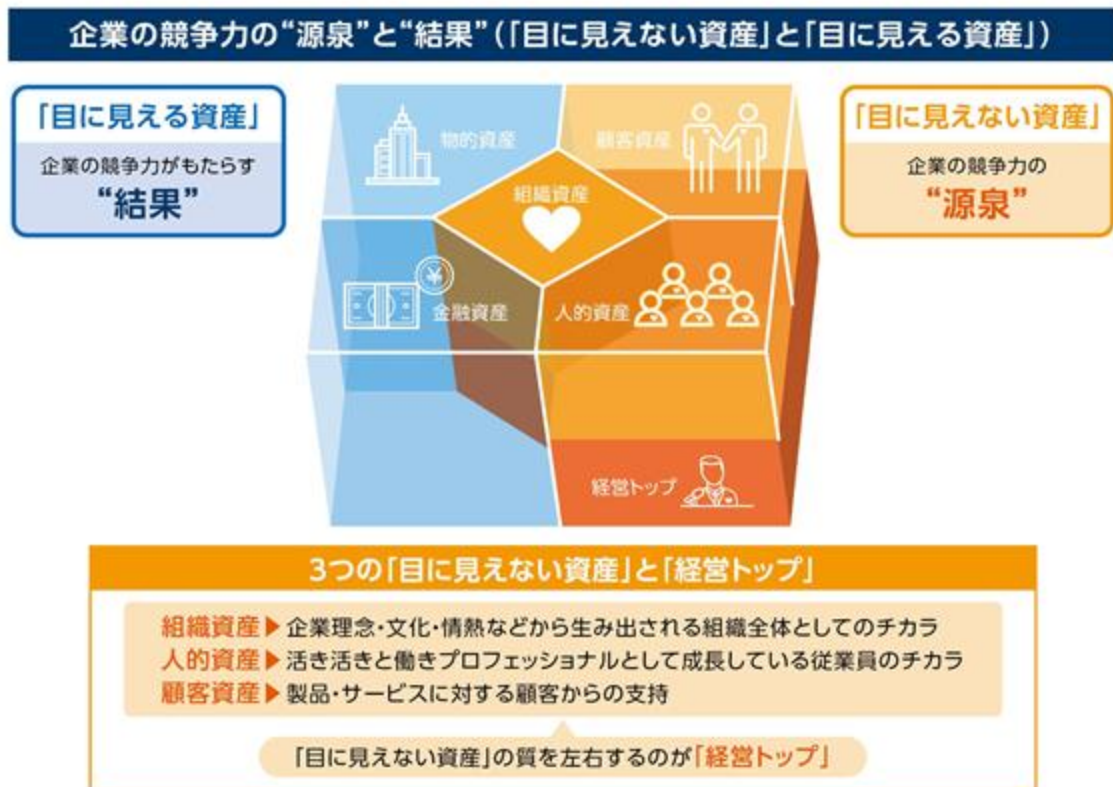 企業の競争力の“源泉”と“結果”(「目に見えない資産」と「目に見える資産」)
「目に見える資産」
企業の競争力がもたらす
“結果”
物的資産
顧客資産
組織資産
¥
金融資産
人的資産
経営トップ
「目に見えない資産」
企業の競争力の
“源泉”
3つの「目に見えない資産」と「経営トップ」
組織資産▶企業理念・文化・情熱などから生み出される組織全体としてのチカラ
人的資産▶活き活きと働きプロフェッショナルとして成長している従業員のチカラ
顧客資産▶製品・サービスに対する顧客からの支持
「目に見えない資産」の質を左右するのが「経営トップ」